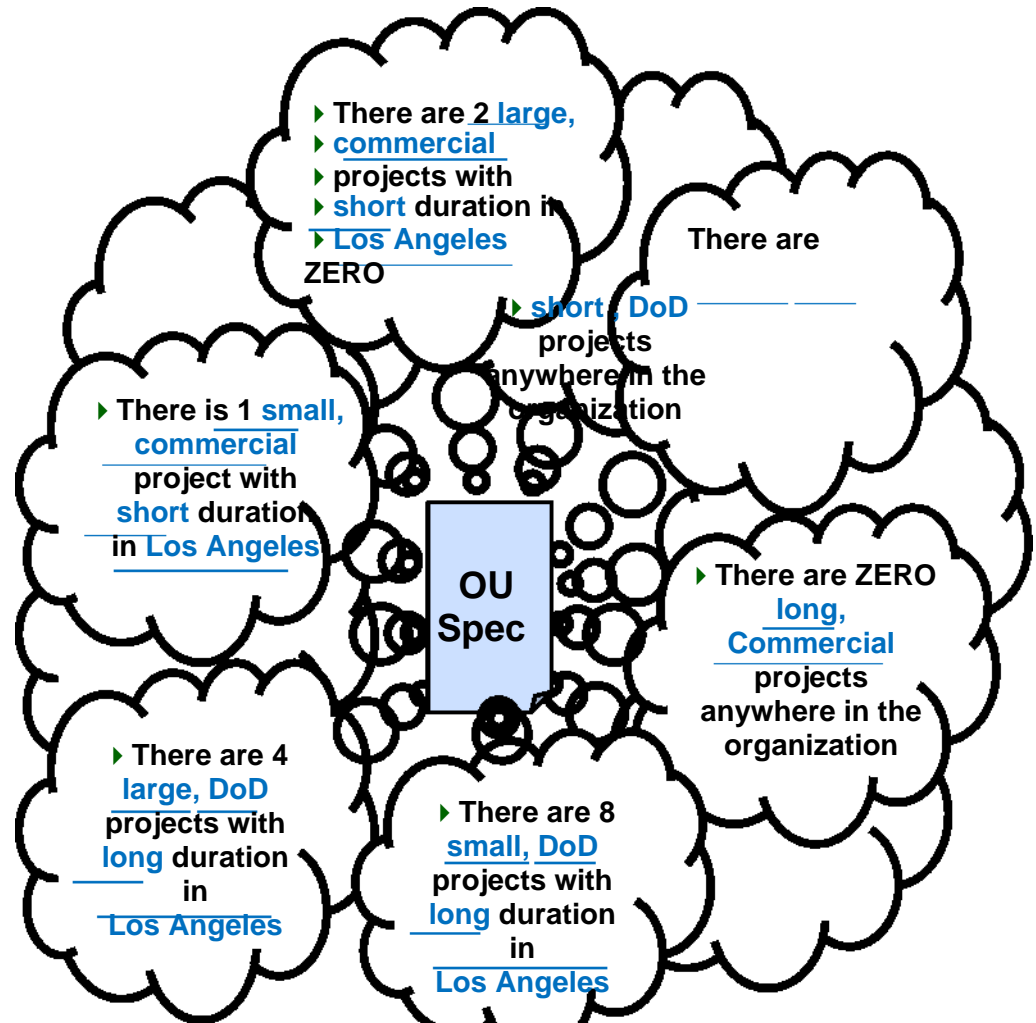 There are 2 large,
commercial
projects with
short duration in
Los Angeles
ZERO
There are
short , DoD
projects
anywhere in the
organization
There is 1 small,
commercial
project with
short duration
in Los Angeles
OU
Spec
There are ZERO
long,
Commercial
projects
anywhere in the
organization
There are 4
large, DoD
projects with
long duration
in
Los Angeles
There are 8
small, DoD
projects with
long duration
in
Los Angeles